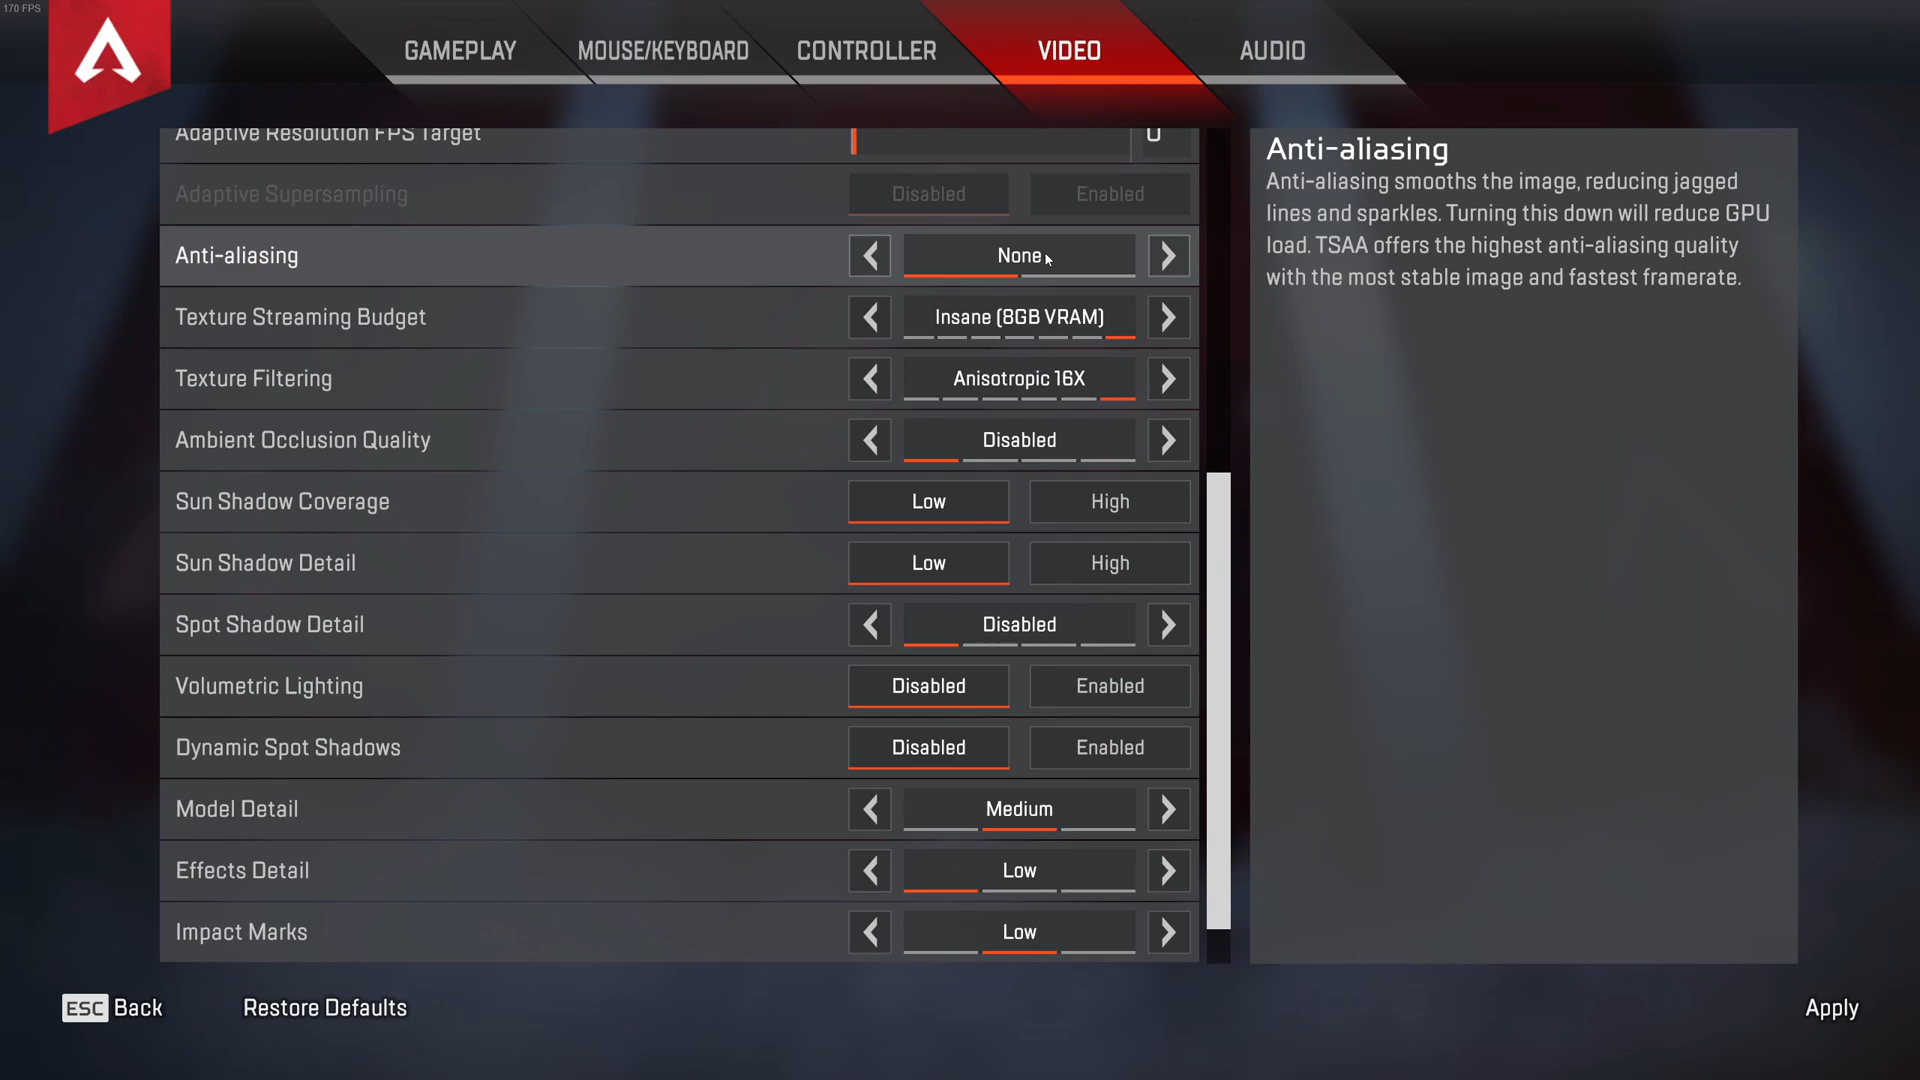 170 FPS
GAMEPLAY
MOUSE/KEYBOARD
CONTROLLER
VIDEO
AUDIO
Adaptive Resolution FPS Target 0
Adaptive Supersampling Disabled Enabled
Anti-aliasing None
Texture Streaming Budget Insane (8GB VRAM)
Texture Filtering Anisotropic 16X
Ambient Occlusion Quality Disabled
Sun Shadow Coverage Low High
Sun Shadow Detail Low High
Spot Shadow Detail Disabled
Volumetric Lighting Disabled Enabled
Dynamic Spot Shadows Disabled Enabled
Model Detail Medium
Effects Detail Low
Impact Marks Low
Anti-aliasing
Anti-aliasing smooths the image, reducing jagged
lines and sparkles. Turning this down will reduce GPU
load. TSAA offers the highest anti-aliasing quality
with the most stable image and fastest framerate.
ESC Back
Restore Defaults
Apply